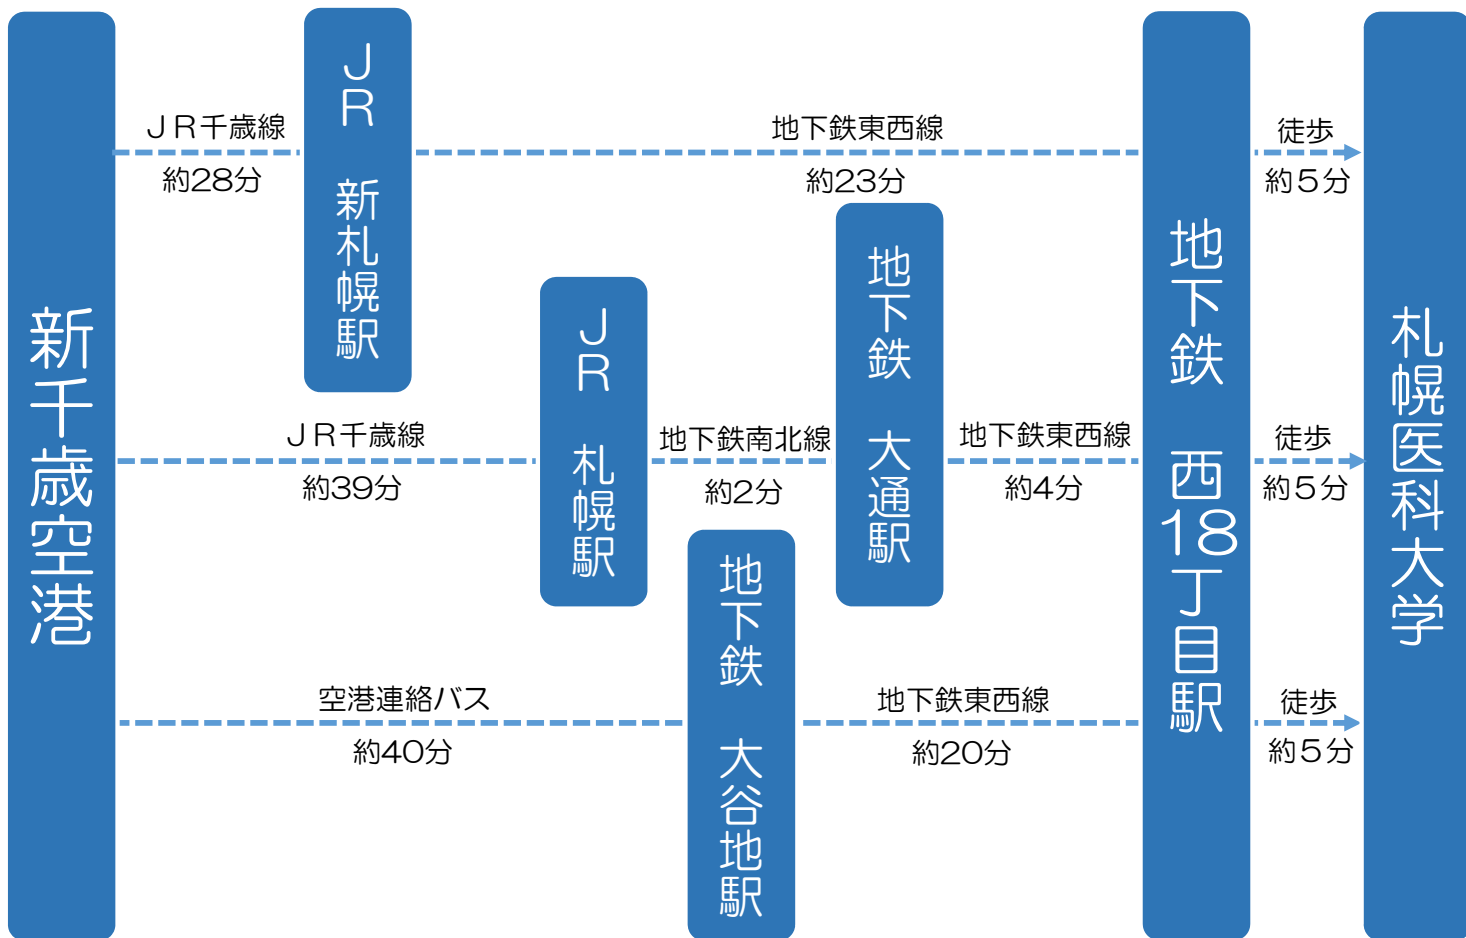 新千歳空港
ＪＲ千歳線
約28分
ＪＲ　新札幌駅
地下鉄東西線
約23分
徒歩
約５分
ＪＲ千歳線
約39分
ＪＲ　札幌駅
地下鉄南北線
約2分
地下鉄　大通駅
地下鉄東西線
約4分
徒歩
約５分
空港連絡バス
約40分
地下鉄　大谷地駅
地下鉄東西線
約20分
地下鉄　西18丁目駅
徒歩
約５分
札幌医科大学